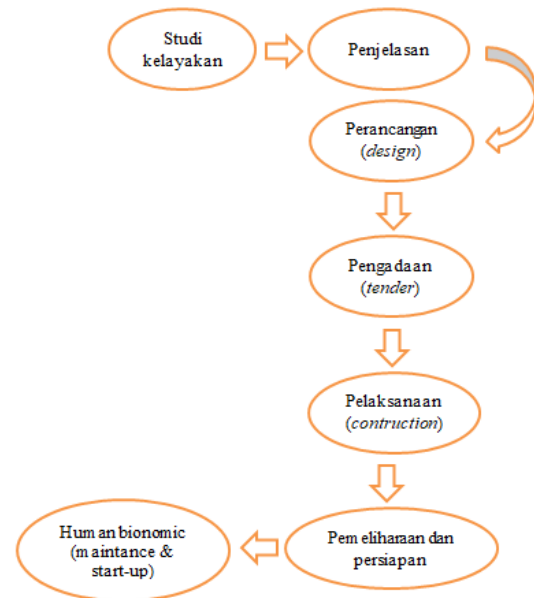 Studi
kelayakan
Penjelasan
Perancangan
(design)
Pengadaan
(tender)
Pelaksanaan
(contruction)
Pemeliharaan dan
persiapan
Human bionomic
(maintance &
start-up)